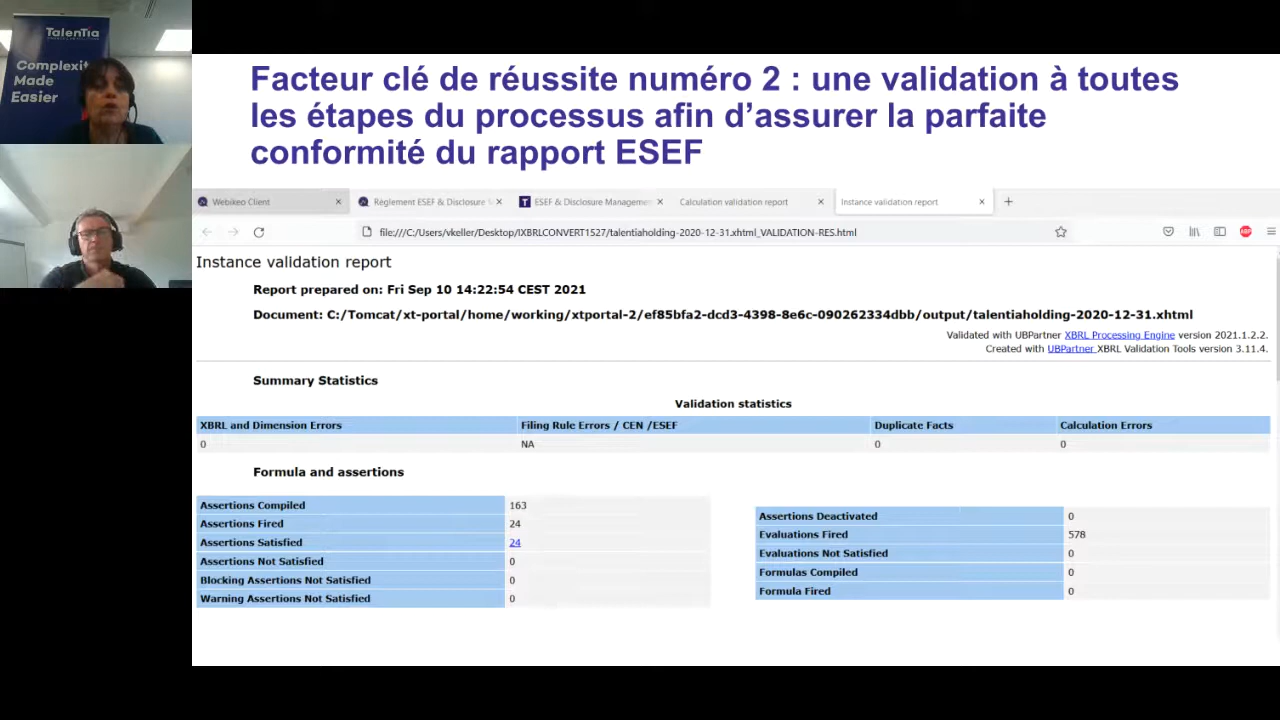 TalenTia
Complexit
Made
Easier
Facteur clé de réussite numéro 2 : une validation à toutes
les étapes du processus afin d’assurer la parfaite
conformité du rapport ESEF
Webikeo Client
Règlement ESEF & Disclosure
ESEF & Disclosure Managemen
Calculation validation report
Instance validation report
file:///C:/Users/vkeller/Desktop/IXBRLCONVERT1527/talentiaholding-2020-12-31.xhtml_VALIDATION-RES.html
ABP
Instance validation report
Report prepared on: Fri Sep 10 14:22:54 CEST 2021
Document: C:/Tomcat/xt-portal/home/working/xtportal-2/ef85bfa2-dcd3-4398-8e6c-090262334dbb/output/talentiaholding-2020-12-31.xhtml
Validated with UBPartner XBRL Processing Engine version 2021.1.2.2.
Created with UBPartner XBRL Validation Tools version 3.11.4.
Summary Statistics
Validation statistics
XBRL and Dimension Errors Filing Rule Errors / CEN /ESEF Duplicate Facts Calculation Errors
0 NA 0 0
Formula and assertions
Assertions Compiled 163
Assertions Fired 24
Assertions Satisfied 24
Assertions Not Satisfied 0
Blocking Assertions Not Satisfied 0
Warning Assertions Not Satisfied 0
Assertions Deactivated 0
Evaluations Fired 578
Evaluations Not Satisfied 0
Formulas Compiled 0
Formula Fired 0